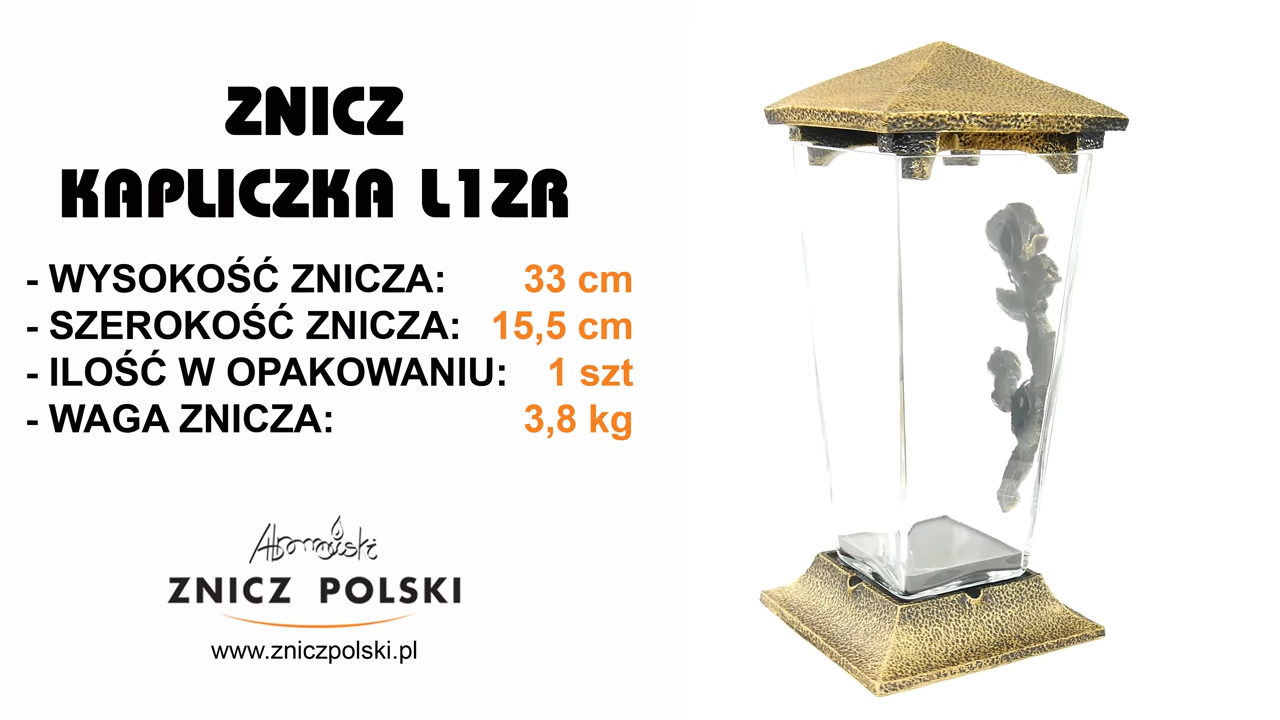 ZNICZ
KAPLICZKA L1ZR
- WYSOKOŚĆ ZNICZA: 33 cm
- SZEROKOŚĆ ZNICZA: 15,5 cm
- ILOŚĆ W OPAKOWANIU: 1 szt
- WAGA ZNICZA: 3,8 kg
ZNICZ POLSKI
www.zniczpolski.pl